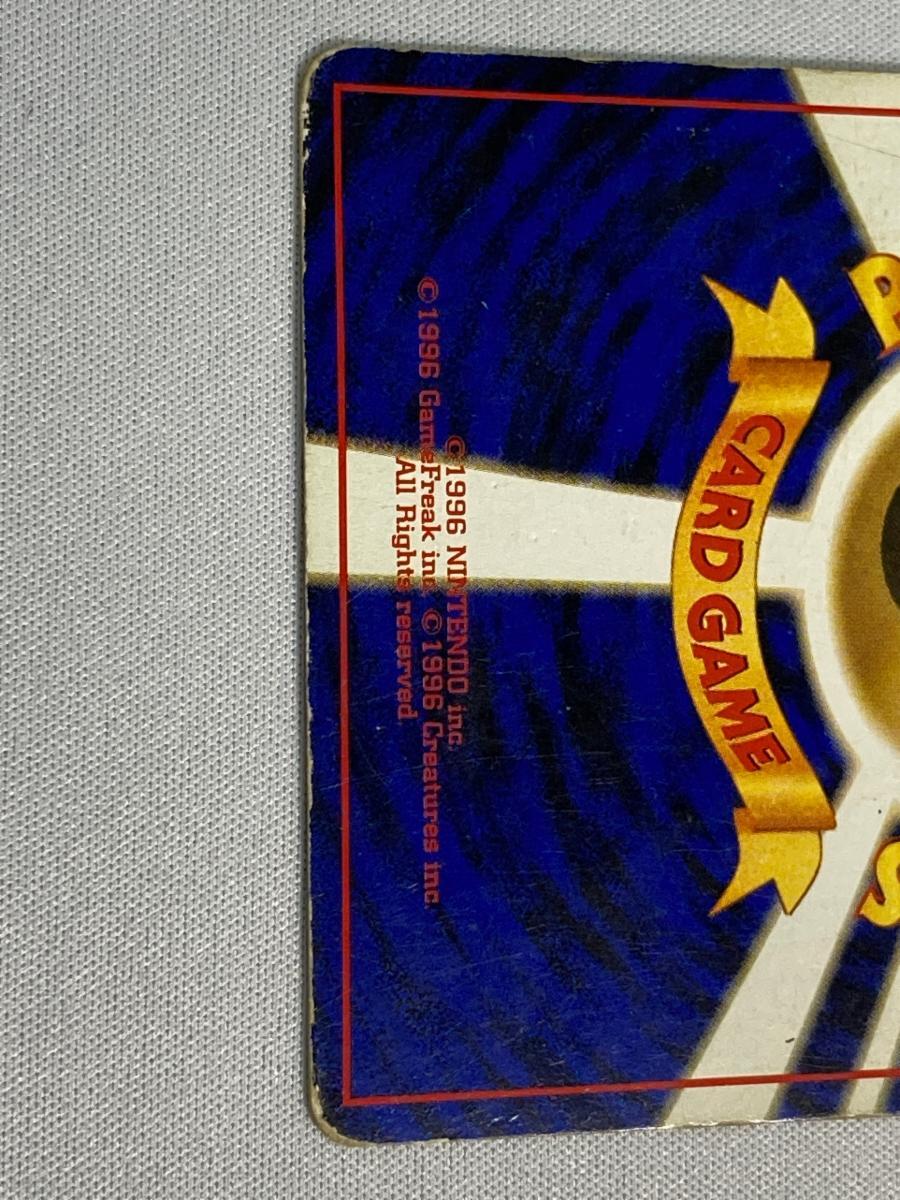 CARD GAME
©1996 NINTENDO inc.
©1996 GameFreak inc. ©1996 Creatures inc.
All Rights reserved.